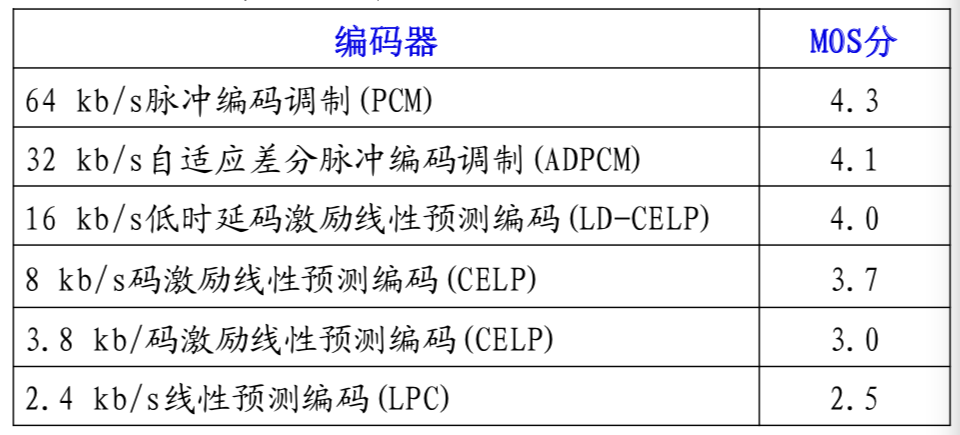 编码器 MOS分
64 kb/s脉冲编码调制(PCM) 4.3
32 kb/s自适应差分脉冲编码调制(ADPCM) 4.1
16 kb/s低时延码激励线性预测编码(LD-CELP) 4.0
8 kb/s码激励线性预测编码(CELP) 3.7
3.8 kb/码激励线性预测编码(CELP) 3.0
2.4 kb/s线性预测编码(LPC) 2.5